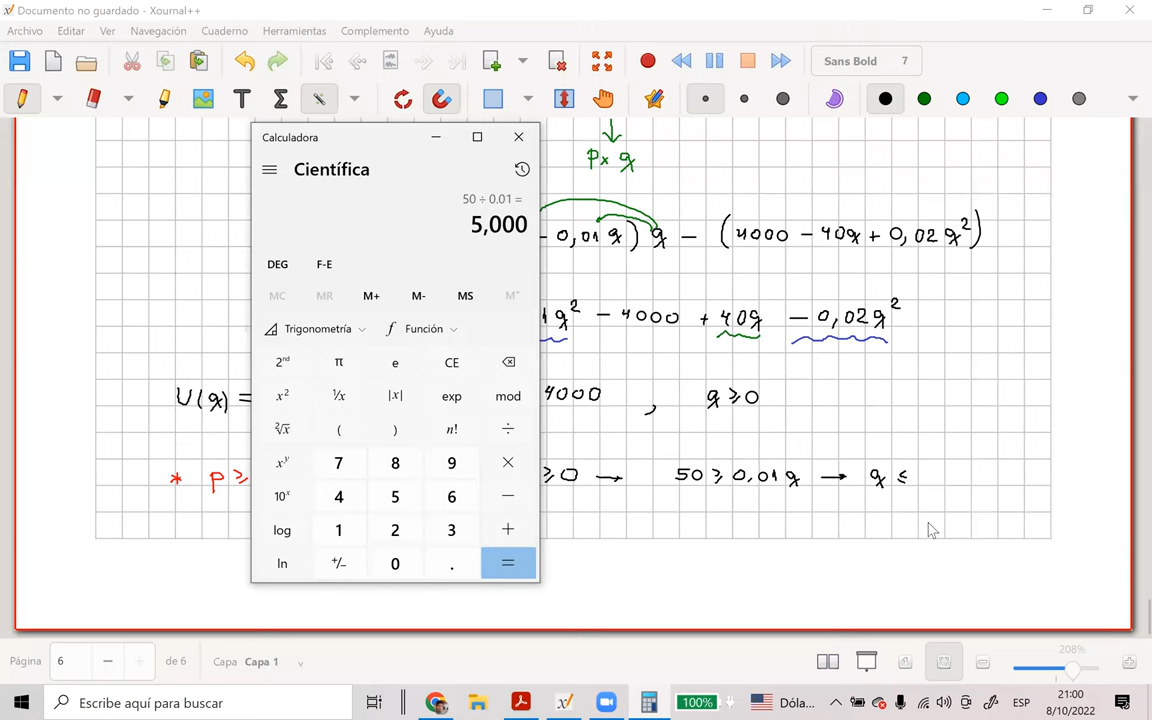 Documento no guardado - Xournal++
Archivo Editar Ver Navegación Cuaderno Herramientas Complemento Ayuda
Sans Bold 7
Calculadora
Científica
50 ÷ 0.01 =
5,000
DEG F-E
MC MR M+ M- MS M˅
Trigonometría Función
2ⁿᵈ π e CE
x² ¹/x |x| exp mod
²√x ( ) n! ÷
xʸ 7 8 9 ×
10ˣ 4 5 6 −
log 1 2 3 +
ln +/− 0 . =
P x q
- 0,01q) q - (4000 - 40q + 0,02q²)
q² - 4000 + 40q - 0,02q²
U(q) = 4000 , q ≥ 0
* P ≥ ≥ 0 → 50 ≥ 0,01q → q ≤
Página 6 de 6 Capa Capa 1
208%
Escribe aquí para buscar
100%
Dóla...
ESP
21:00
8/10/2022